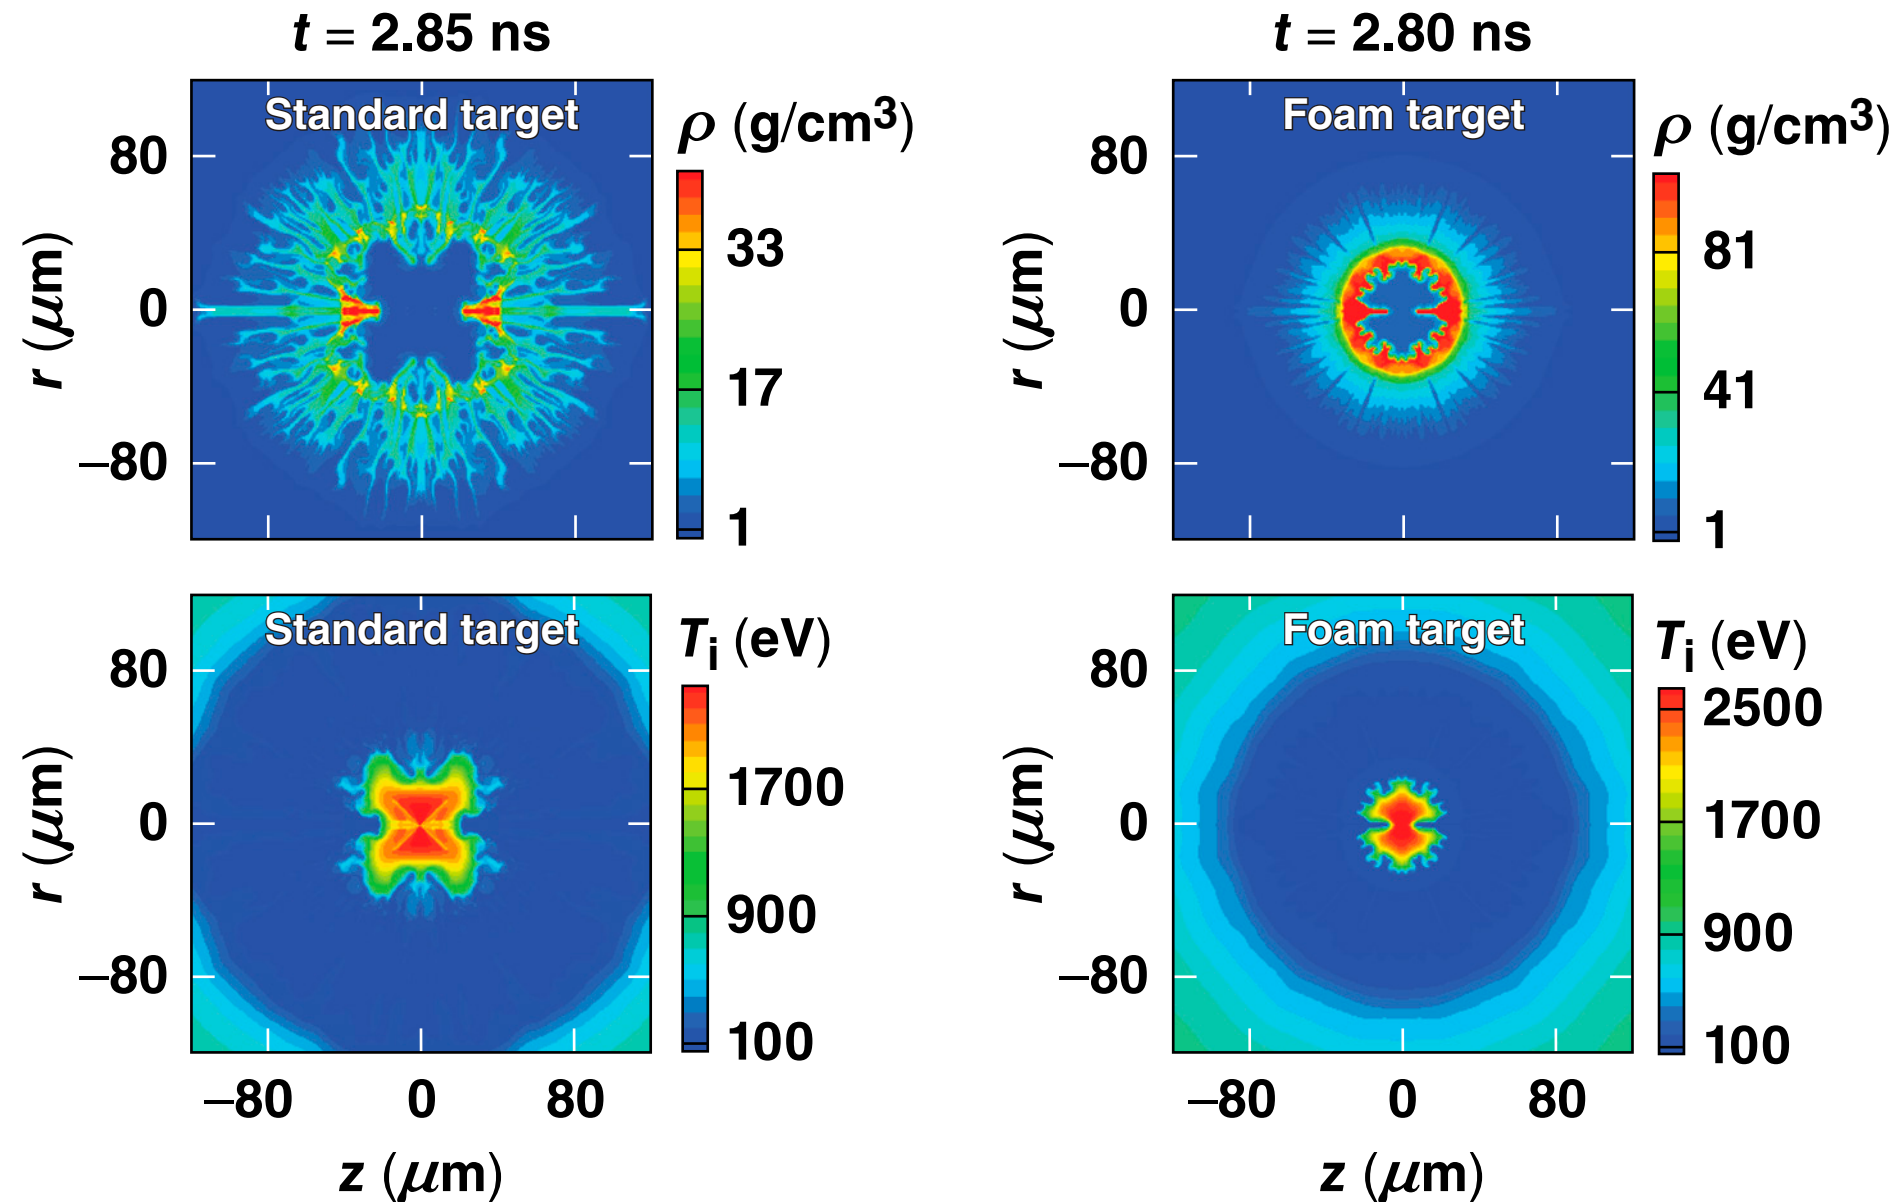 t = 2.85 ns
t = 2.80 ns
Standard target
ρ (g/cm³)
80
0
–80
r (μm)
33
17
1
Foam target
ρ (g/cm³)
80
0
–80
r (μm)
81
41
1
Standard target
Tᵢ (eV)
80
0
–80
r (μm)
1700
900
100
–80 0 80
z (μm)
Foam target
Tᵢ (eV)
80
0
–80
r (μm)
2500
1700
900
100
–80 0 80
z (μm)